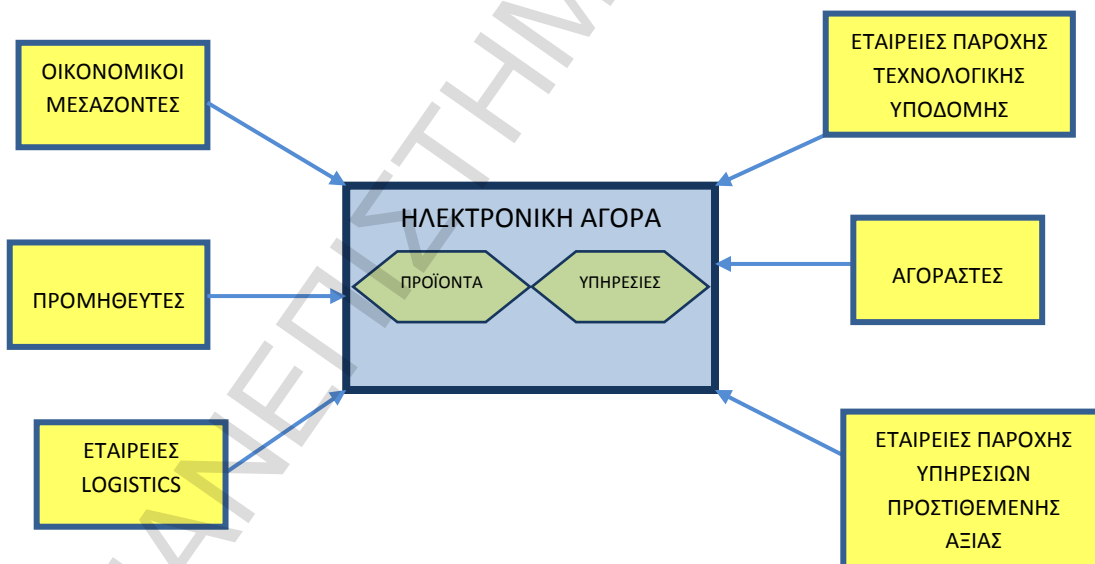 ΟΙΚΟΝΟΜΙΚΟΙ
ΜΕΣΑΖΟΝΤΕΣ
ΕΤΑΙΡΕΙΕΣ ΠΑΡΟΧΗΣ
ΤΕΧΝΟΛΟΓΙΚΗΣ
ΥΠΟΔΟΜΗΣ
ΗΛΕΚΤΡΟΝΙΚΗ ΑΓΟΡΑ
ΠΡΟΪΟΝΤΑ
ΥΠΗΡΕΣΙΕΣ
ΠΡΟΜΗΘΕΥΤΕΣ
ΑΓΟΡΑΣΤΕΣ
ΕΤΑΙΡΕΙΕΣ
LOGISTICS
ΕΤΑΙΡΕΙΕΣ ΠΑΡΟΧΗΣ
ΥΠΗΡΕΣΙΩΝ
ΠΡΟΣΤΙΘΕΜΕΝΗΣ
ΑΞΙΑΣ
ΑΝΕΠΙΣΤΗΜ